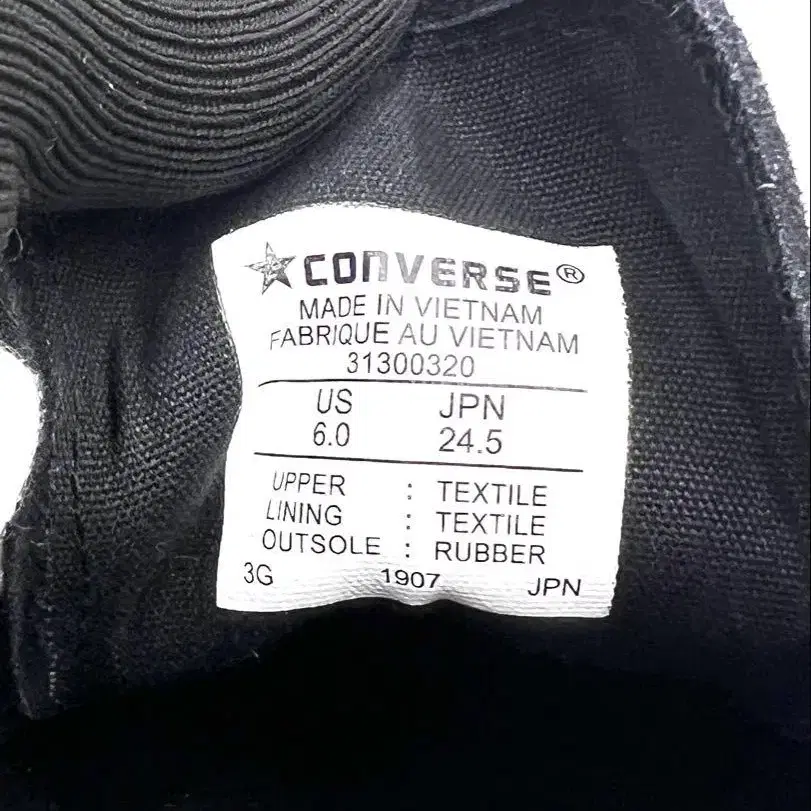 CONVERSE®
MADE IN VIETNAM
FABRIQUE AU VIETNAM
31300320
US JPN
6.0 24.5
UPPER : TEXTILE
LINING : TEXTILE
OUTSOLE : RUBBER
3G 1907 JPN